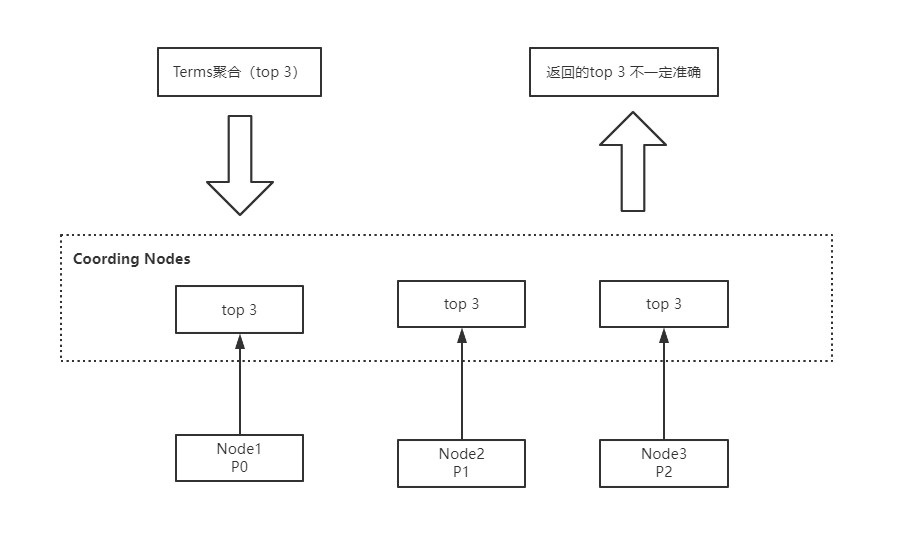 Terms聚合（top 3）
返回的top 3 不一定准确
Coording Nodes
top 3
top 3
top 3
Node1
P0
Node2
P1
Node3
P2